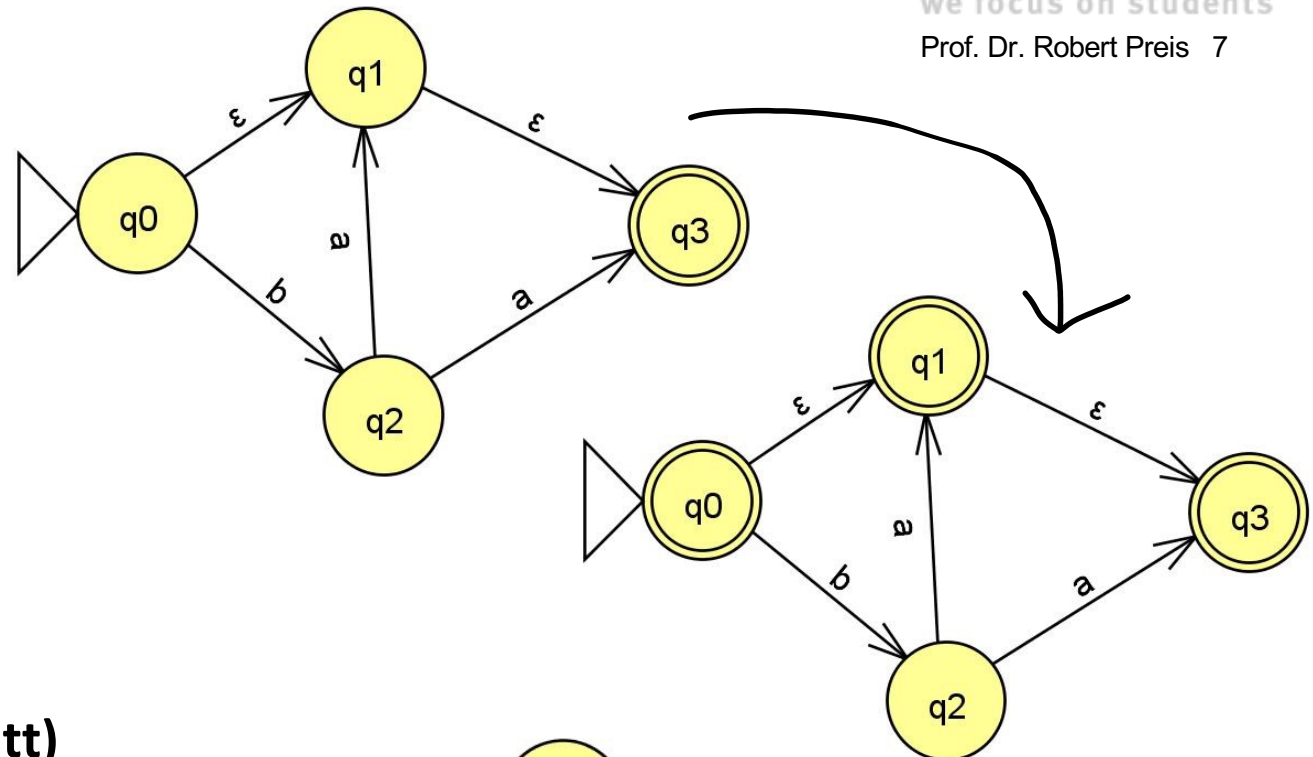 we focus on students
Prof. Dr. Robert Preis 7
q1
ε
ε
q0
q3
a
b
a
q2
q1
ε
ε
q0
q3
a
b
a
q2
tt)